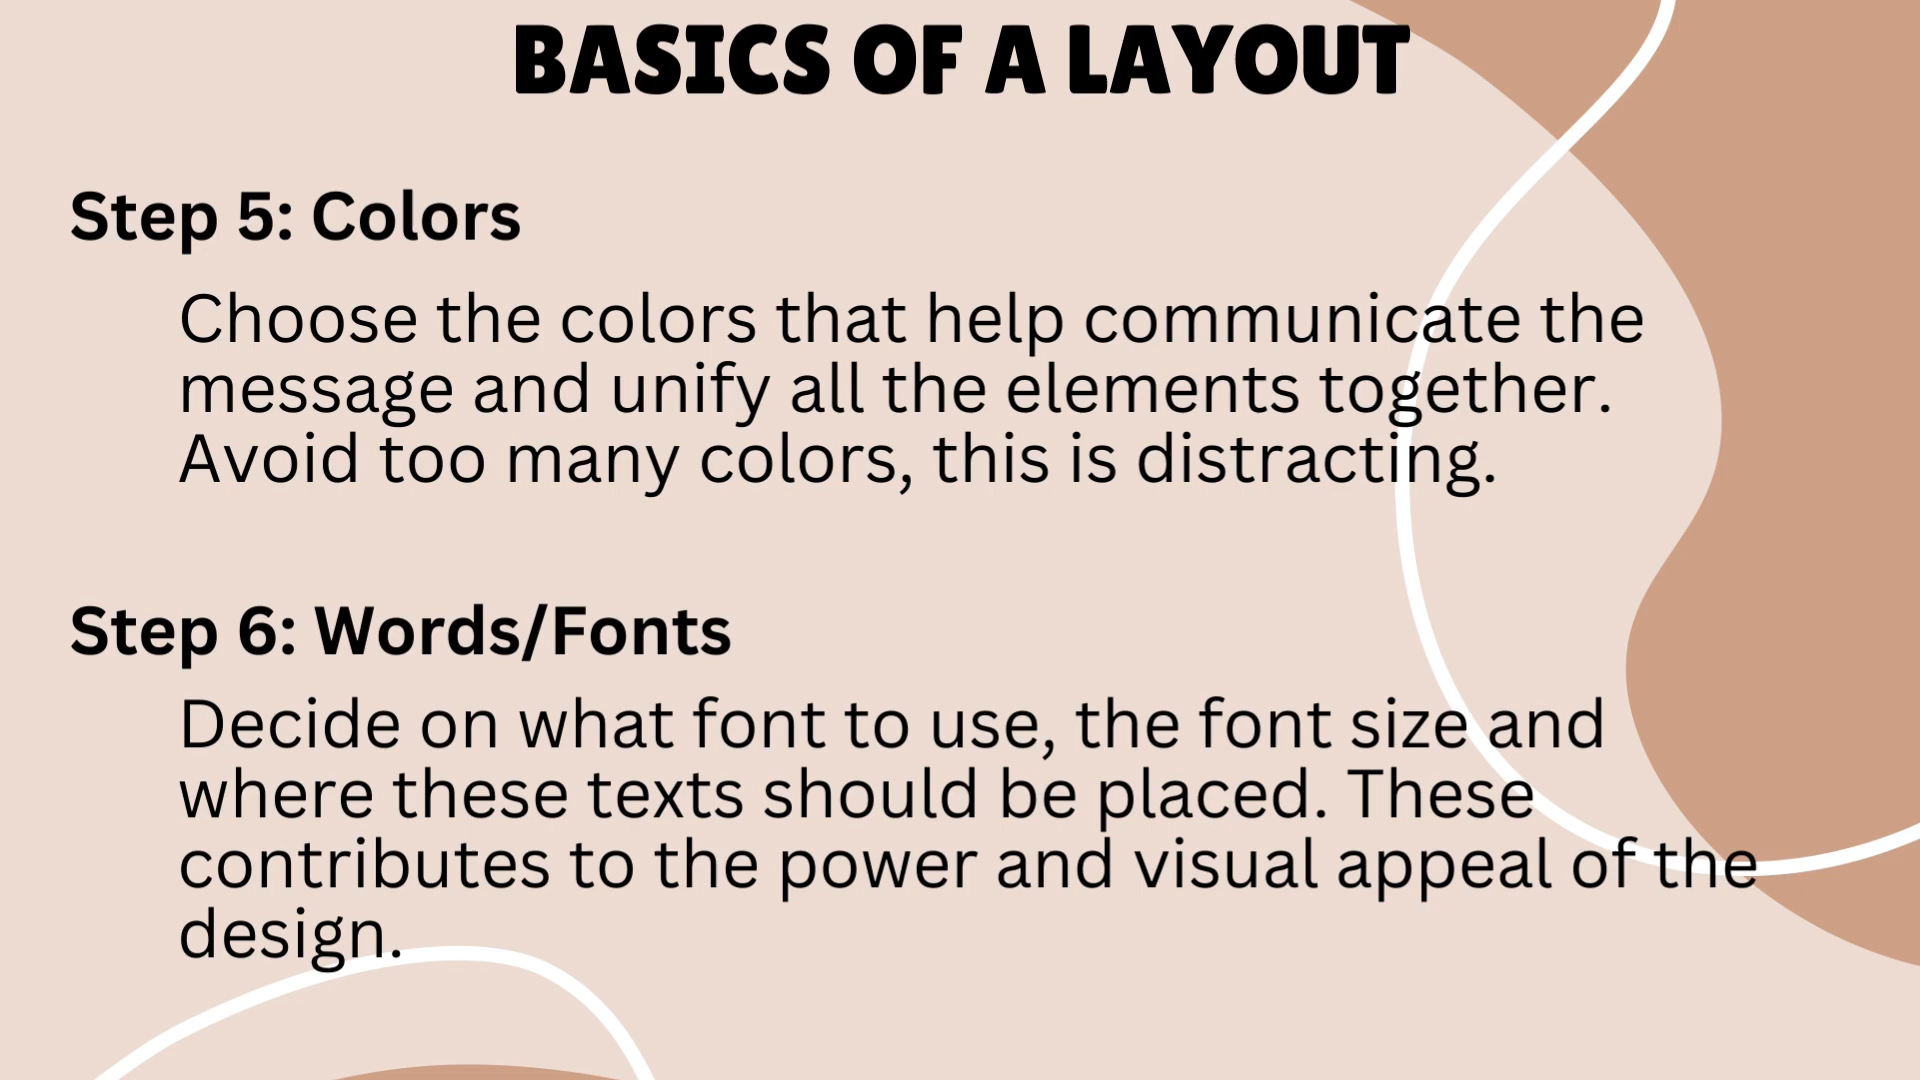 BASICS OF A LAYOUT
Step 5: Colors
Choose the colors that help communicate the
message and unify all the elements together.
Avoid too many colors, this is distracting.
Step 6: Words/Fonts
Decide on what font to use, the font size and
where these texts should be placed. These
contributes to the power and visual appeal of the
design.